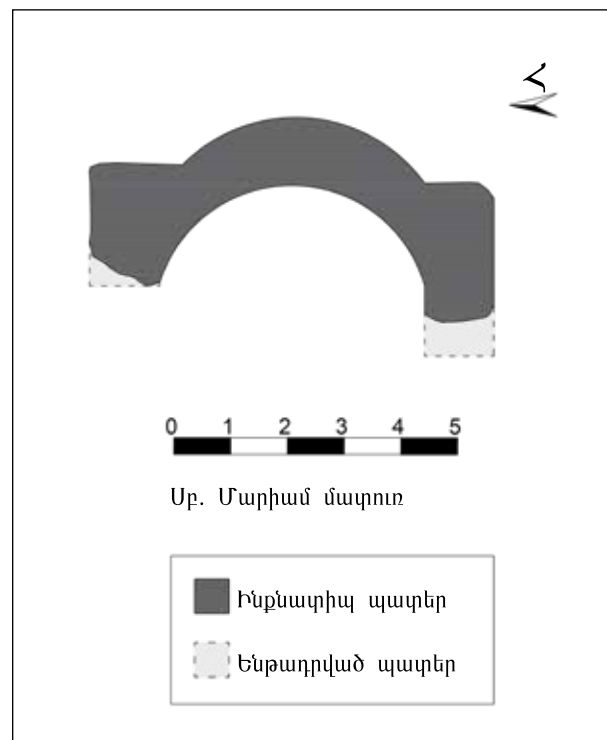 Հ
0 1 2 3 4 5
Սբ. Մարիամ մատուռ
Ինքնատիպ պատեր
Ենթադրված պատեր